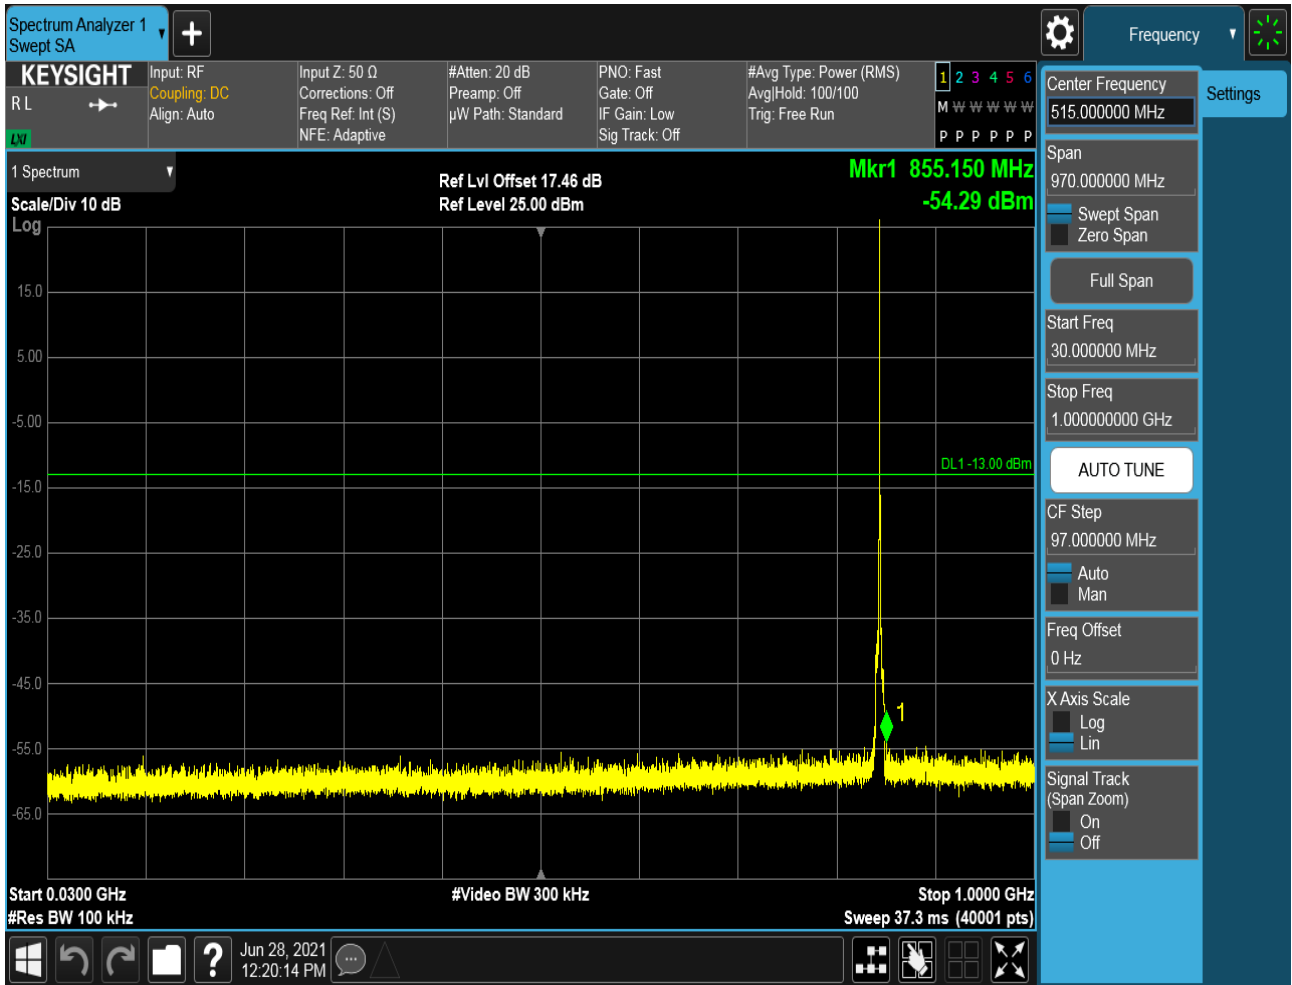 Spectrum Analyzer 1
Swept SA
Frequency
KEYSIGHT
R L
LXI
Input: RF
Coupling: DC
Align: Auto
Input Z: 50 Ω
Corrections: Off
Freq Ref: Int (S)
NFE: Adaptive
#Atten: 20 dB
Preamp: Off
µW Path: Standard
PNO: Fast
Gate: Off
IF Gain: Low
Sig Track: Off
#Avg Type: Power (RMS)
Avg|Hold: 100/100
Trig: Free Run
1 2 3 4 5 6
M W W W W W
P P P P P P
1 Spectrum
Scale/Div 10 dB
Log
Ref Lvl Offset 17.46 dB
Ref Level 25.00 dBm
Mkr1 855.150 MHz
-54.29 dBm
15.0
5.00
-5.00
-15.0
-25.0
-35.0
-45.0
-55.0
-65.0
DL1 -13.00 dBm
1
Start 0.0300 GHz
#Res BW 100 kHz
#Video BW 300 kHz
Stop 1.0000 GHz
Sweep 37.3 ms (40001 pts)
Center Frequency
515.000000 MHz
Settings
Span
970.000000 MHz
Swept Span
Zero Span
Full Span
Start Freq
30.000000 MHz
Stop Freq
1.000000000 GHz
AUTO TUNE
CF Step
97.000000 MHz
Auto
Man
Freq Offset
0 Hz
X Axis Scale
Log
Lin
Signal Track
(Span Zoom)
On
Off
?
Jun 28, 2021
12:20:14 PM